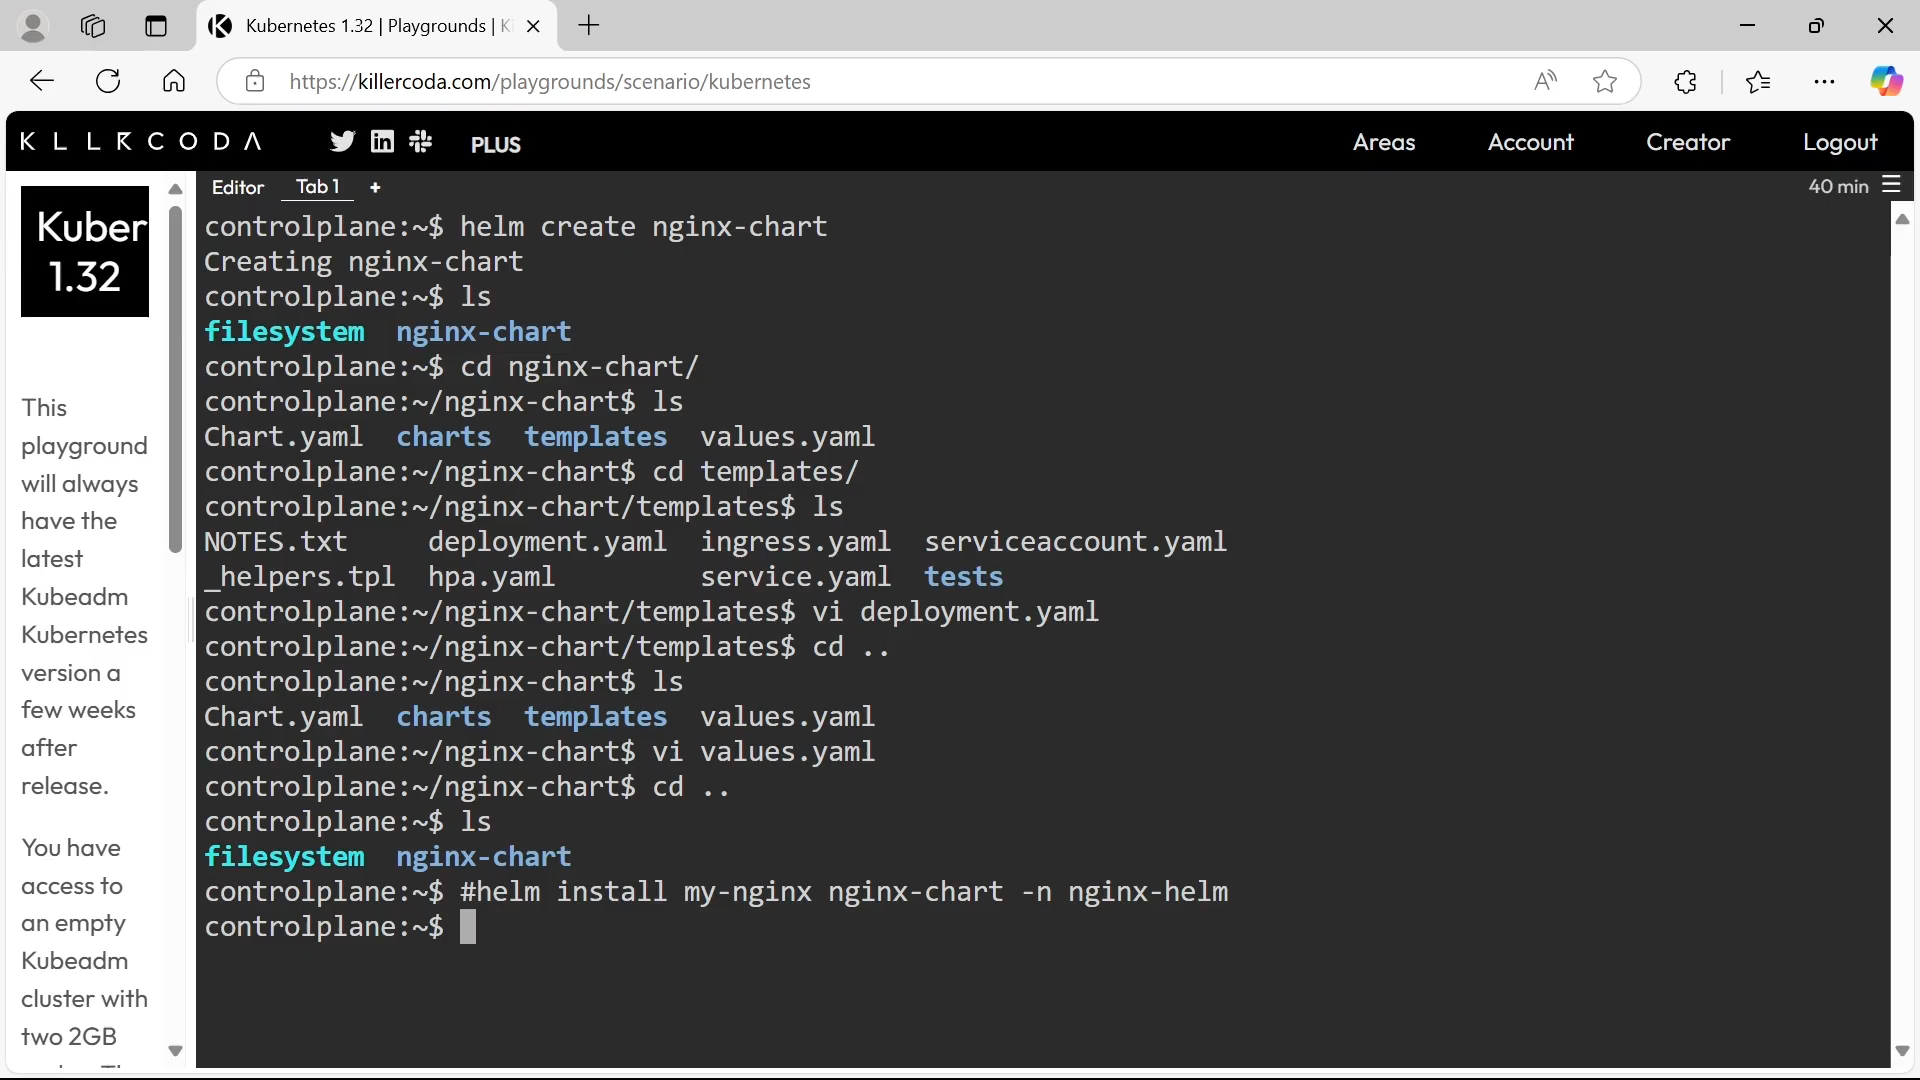 Kubernetes 1.32 | Playgrounds | Ki
https://killercoda.com/playgrounds/scenario/kubernetes
KILLERCODA
PLUS
Areas
Account
Creator
Logout
Kuber
1.32
This
playground
will always
have the
latest
Kubeadm
Kubernetes
version a
few weeks
after
release.
You have
access to
an empty
Kubeadm
cluster with
two 2GB
Editor
Tab 1
+
40 min
controlplane:~$ helm create nginx-chart
Creating nginx-chart
controlplane:~$ ls
filesystem nginx-chart
controlplane:~$ cd nginx-chart/
controlplane:~/nginx-chart$ ls
Chart.yaml charts templates values.yaml
controlplane:~/nginx-chart$ cd templates/
controlplane:~/nginx-chart/templates$ ls
NOTES.txt deployment.yaml ingress.yaml serviceaccount.yaml
_helpers.tpl hpa.yaml service.yaml tests
controlplane:~/nginx-chart/templates$ vi deployment.yaml
controlplane:~/nginx-chart/templates$ cd ..
controlplane:~/nginx-chart$ ls
Chart.yaml charts templates values.yaml
controlplane:~/nginx-chart$ vi values.yaml
controlplane:~/nginx-chart$ cd ..
controlplane:~$ ls
filesystem nginx-chart
controlplane:~$ #helm install my-nginx nginx-chart -n nginx-helm
controlplane:~$